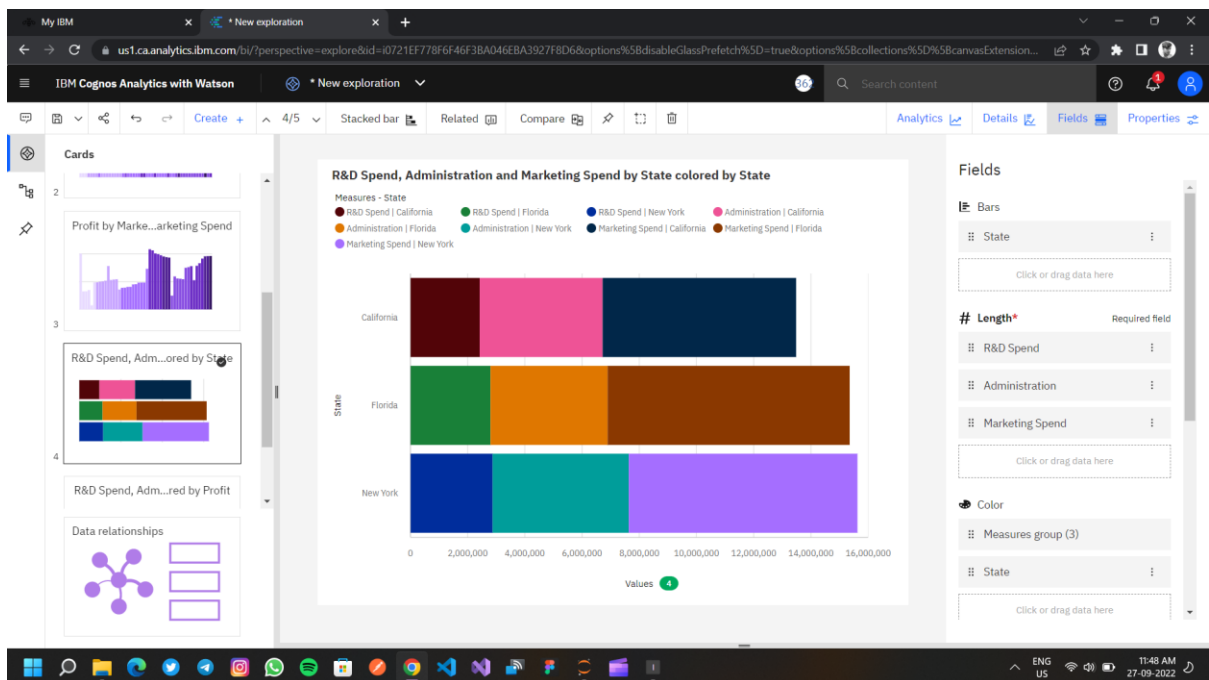 My IBM
* New exploration
us1.ca.analytics.ibm.com/bi/?perspective=explore&id=i0721EF778F6F46F3BA046EBA3927F8D6&options%5BdisableGlassPrefetch%5D=true&options%5Bcollections%5D%5BcanvasExtension...
IBM Cognos Analytics with Watson
* New exploration
Search content
1
Create +
4/5
Stacked bar
Related
Compare
Analytics
Details
Fields
Properties
Cards
2
Profit by Marke...arketing Spend
3
R&D Spend, Adm...ored by State
4
R&D Spend, Adm...red by Profit
Data relationships
R&D Spend, Administration and Marketing Spend by State colored by State
Measures - State
R&D Spend | California
R&D Spend | Florida
R&D Spend | New York
Administration | California
Administration | Florida
Administration | New York
Marketing Spend | California
Marketing Spend | Florida
Marketing Spend | New York
State
California
Florida
New York
0 2,000,000 4,000,000 6,000,000 8,000,000 10,000,000 12,000,000 14,000,000 16,000,000
Values 4
Fields
Bars
State
Click or drag data here
# Length* Required field
R&D Spend
Administration
Marketing Spend
Click or drag data here
Color
Measures group (3)
State
Click or drag data here
ENG
US
11:48 AM
27-09-2022